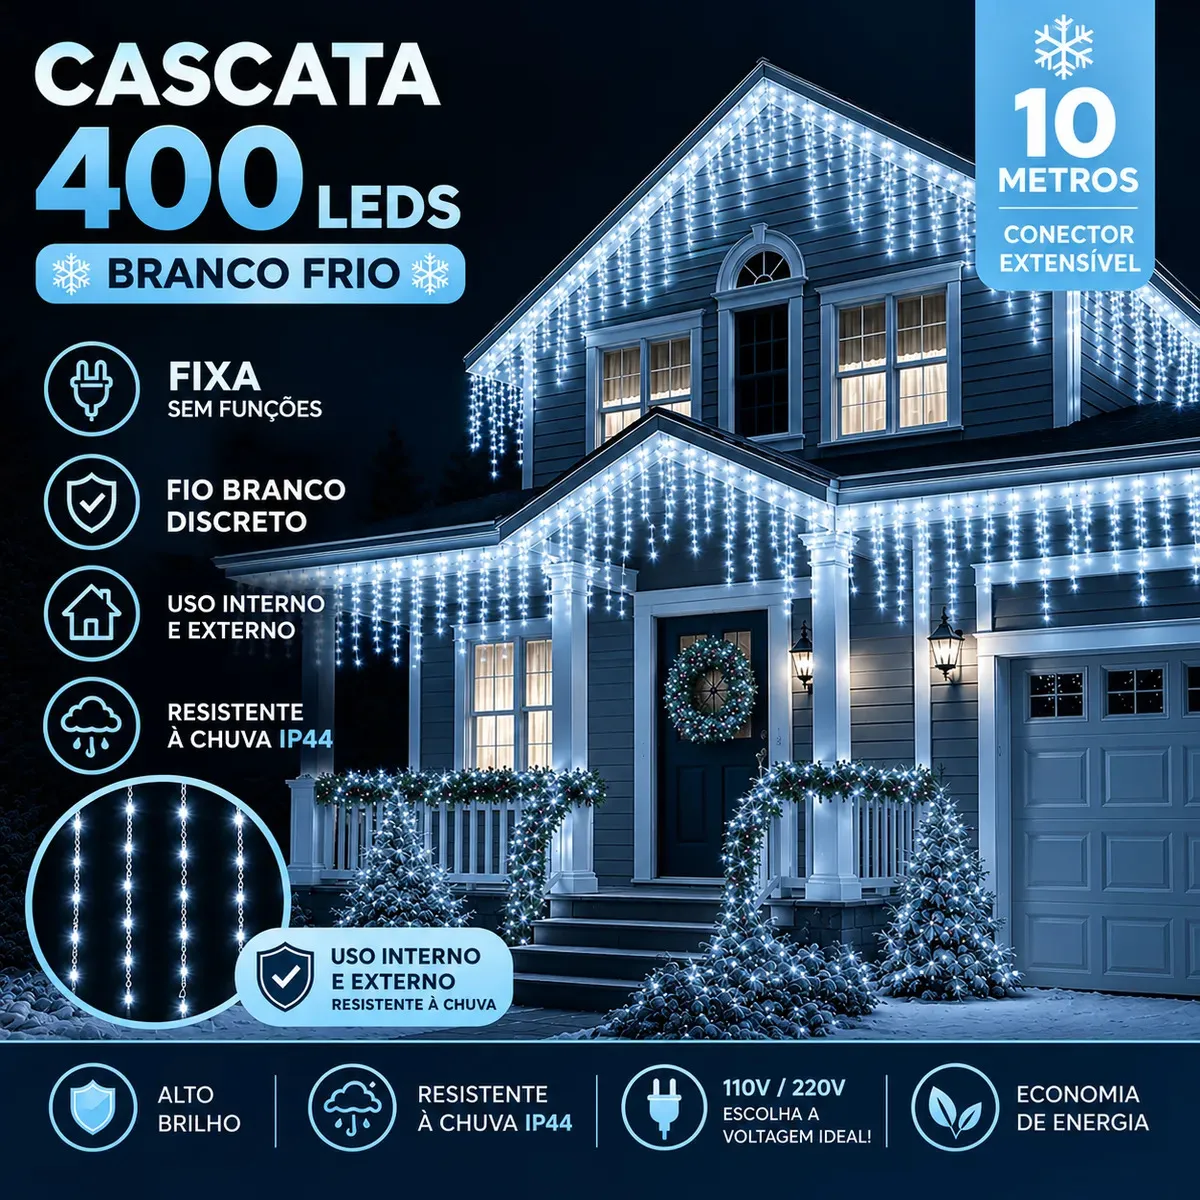 CASCATA
400 LEDS
BRANCO FRIO
10
METROS
CONECTOR
EXTENSÍVEL
FIXA
SEM FUNÇÕES
FIO BRANCO
DISCRETO
USO INTERNO
E EXTERNO
RESISTENTE
À CHUVA IP44
USO INTERNO
E EXTERNO
RESISTENTE À CHUVA
ALTO
BRILHO
RESISTENTE
À CHUVA IP44
110V / 220V
ESCOLHA A
VOLTAGEM IDEAL!
ECONOMIA
DE ENERGIA